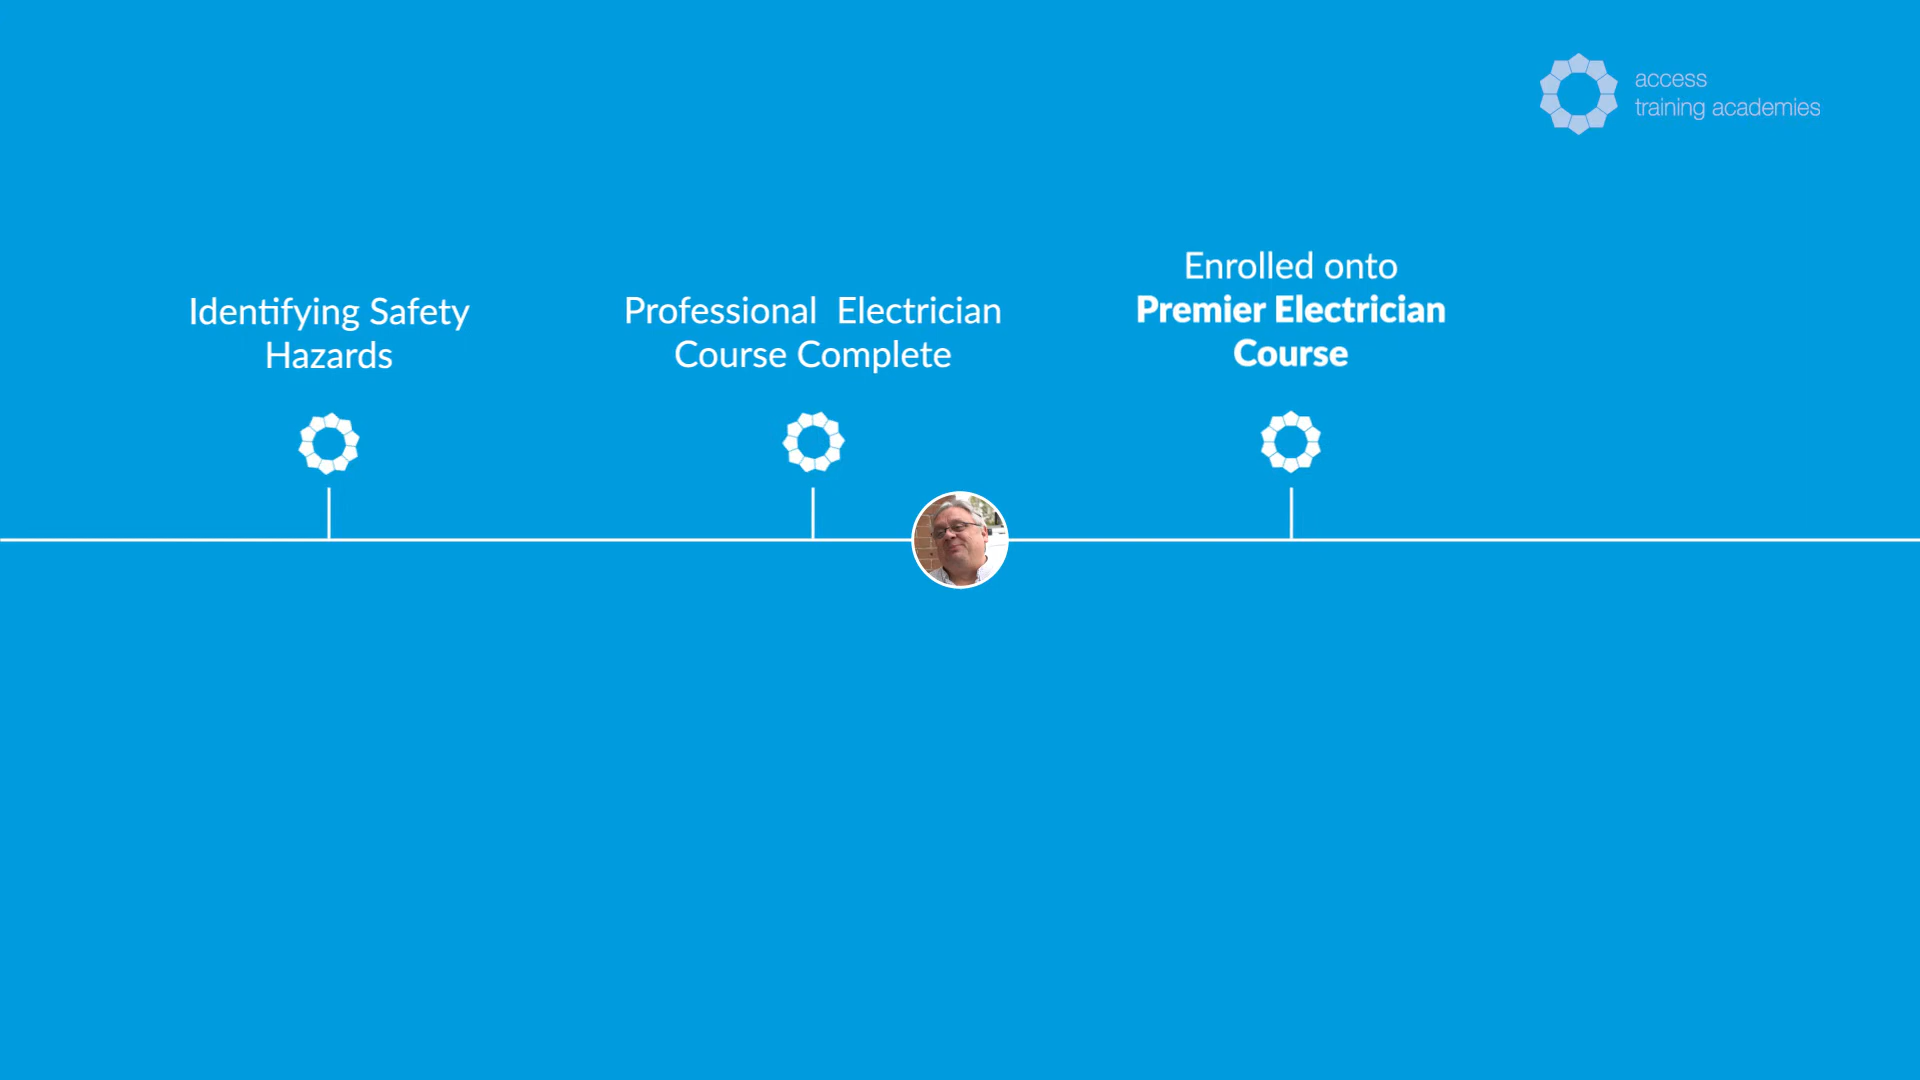 access
training academies
Identifying Safety
Hazards
Professional  Electrician
Course Complete
Enrolled onto
Premier Electrician
Course